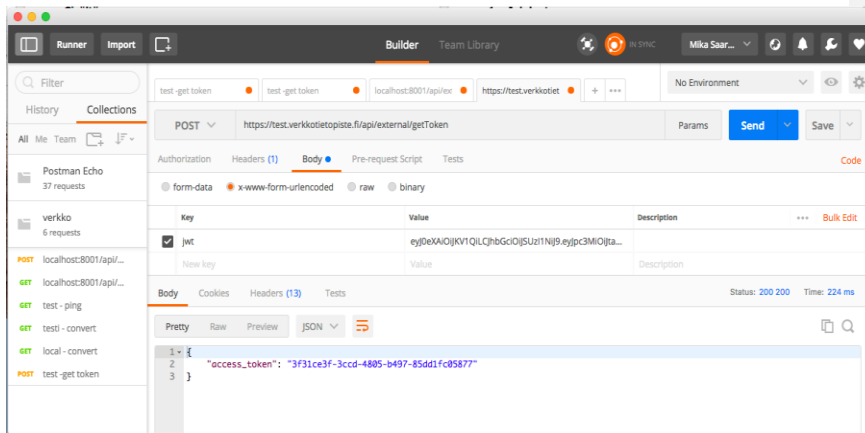 Runner Import Builder Team Library IN SYNC Mika Saar...
Filter
History Collections
All Me Team
Postman Echo
37 requests
verkko
6 requests
POST localhost:8001/api/...
GET localhost:8001/api/...
GET test - ping
GET testi - convert
GET local - convert
POST test -get token
test -get token test -get token localhost:8001/api/ex https://test.verkkotiet + ••• No Environment
POST https://test.verkkotietopiste.fi/api/external/getToken Params Send Save
Authorization Headers (1) Body Pre-request Script Tests Code
form-data x-www-form-urlencoded raw binary
Key Value Description ••• Bulk Edit
jwt eyJ0eXAiOiJKV1QiLCJhbGciOiJSUzI1NiJ9.eyJpc3MiOiJta...
New key Value Description
Body Cookies Headers (13) Tests Status: 200 200 Time: 224 ms
Pretty Raw Preview JSON
1 {
2 "access_token": "3f31ce3f-3ccd-4805-b497-85dd1fc05877"
3 }